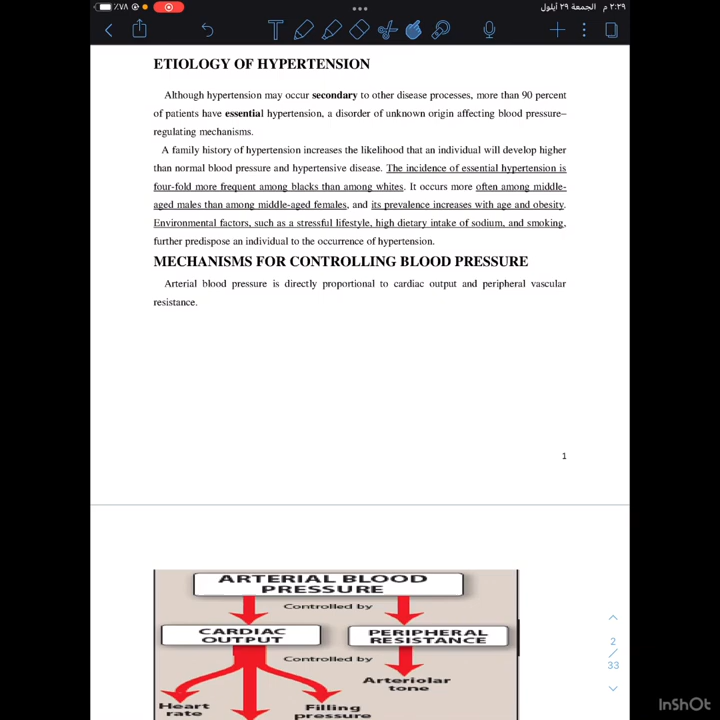 ٪٧٨
٢:٢٩ م الجمعة ٢٩ أيلول
ETIOLOGY OF HYPERTENSION
Although hypertension may occur secondary to other disease processes, more than 90 percent
of patients have essential hypertension, a disorder of unknown origin affecting blood pressure–
regulating mechanisms.
A family history of hypertension increases the likelihood that an individual will develop higher
than normal blood pressure and hypertensive disease. The incidence of essential hypertension is
four-fold more frequent among blacks than among whites. It occurs more often among middle-
aged males than among middle-aged females, and its prevalence increases with age and obesity.
Environmental factors, such as a stressful lifestyle, high dietary intake of sodium, and smoking,
further predispose an individual to the occurrence of hypertension.
MECHANISMS FOR CONTROLLING BLOOD PRESSURE
Arterial blood pressure is directly proportional to cardiac output and peripheral vascular
resistance.
1
ARTERIAL BLOOD
PRESSURE
Controlled by
CARDIAC
OUTPUT
PERIPHERAL
RESISTANCE
Controlled by
Arteriolar
tone
Heart
rate
Filling
pressure
2
/
33
InShOt